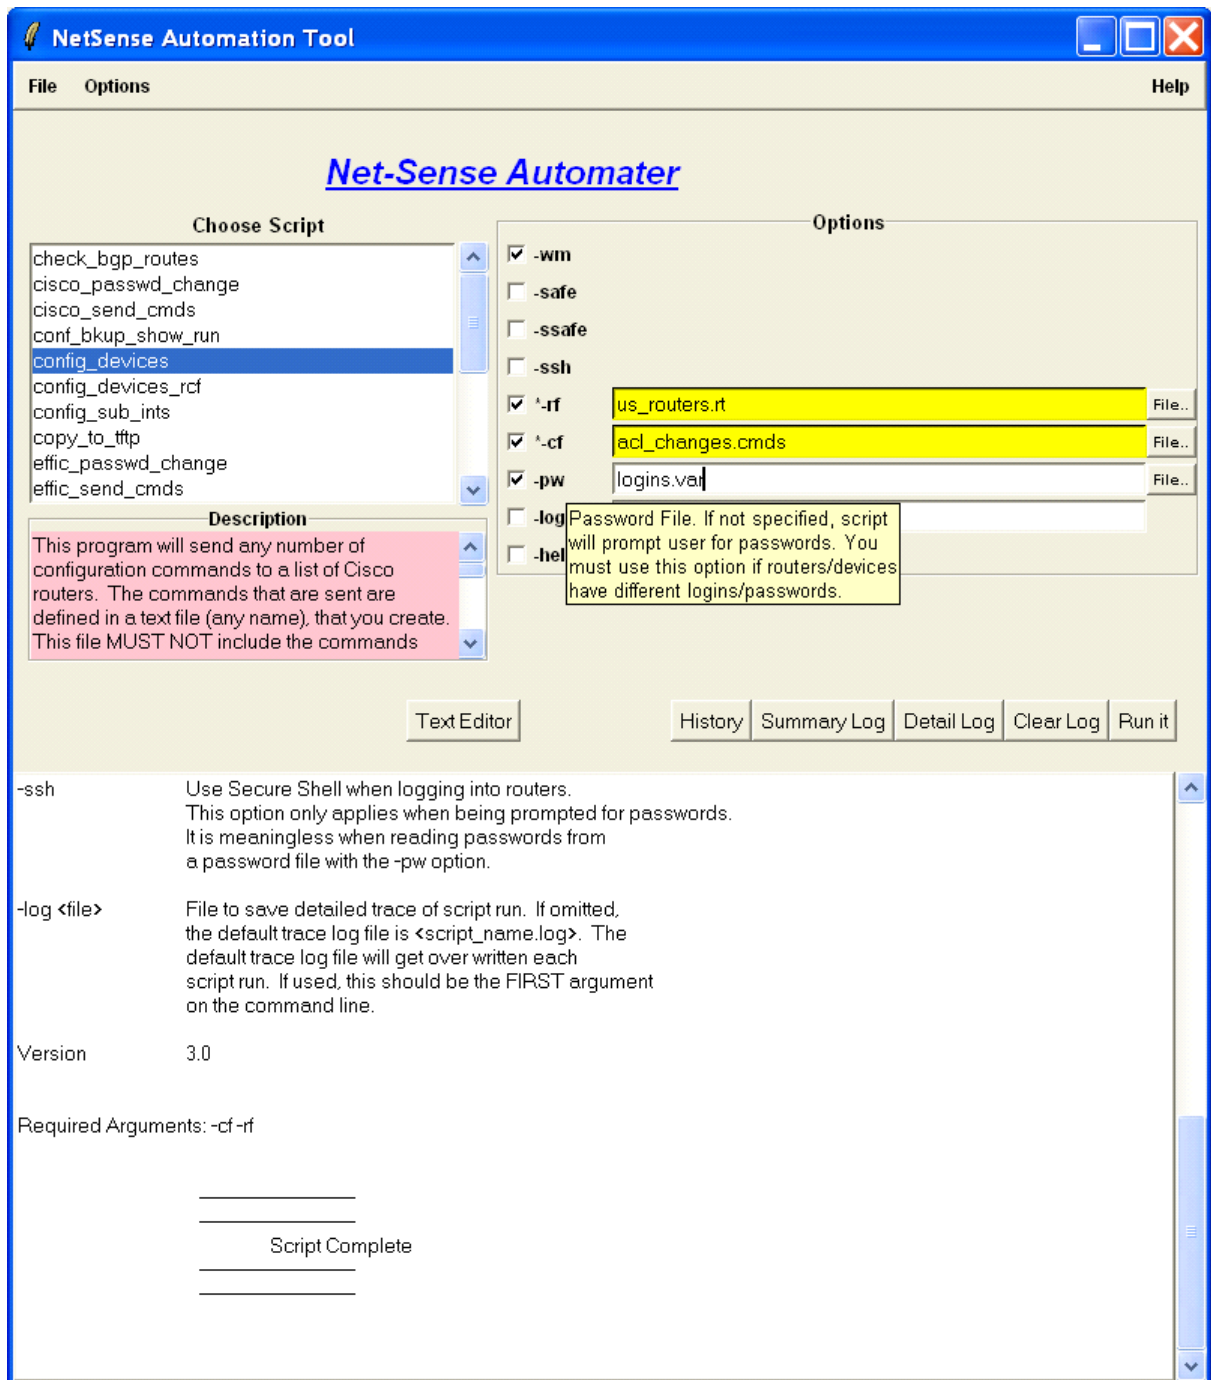 NetSense Automation Tool
File Options Help
Net-Sense Automater
Choose Script
check_bgp_routes
cisco_passwd_change
cisco_send_cmds
conf_bkup_show_run
config_devices
config_devices_rcf
config_sub_ints
copy_to_tftp
effic_passwd_change
effic_send_cmds
Description
This program will send any number of
configuration commands to a list of Cisco
routers. The commands that are sent are
defined in a text file (any name), that you create.
This file MUST NOT include the commands
Options
-wm
-safe
-ssafe
-ssh
*-rf us_routers.rt File..
*-cf acl_changes.cmds File..
-pw logins.var File..
-log
-hel
Password File. If not specified, script
will prompt user for passwords. You
must use this option if routers/devices
have different logins/passwords.
Text Editor History Summary Log Detail Log Clear Log Run it
-ssh Use Secure Shell when logging into routers.
This option only applies when being prompted for passwords.
It is meaningless when reading passwords from
a password file with the -pw option.
-log <file> File to save detailed trace of script run. If omitted,
the default trace log file is <script_name.log>. The
default trace log file will get over written each
script run. If used, this should be the FIRST argument
on the command line.
Version 3.0
Required Arguments: -cf -rf
Script Complete